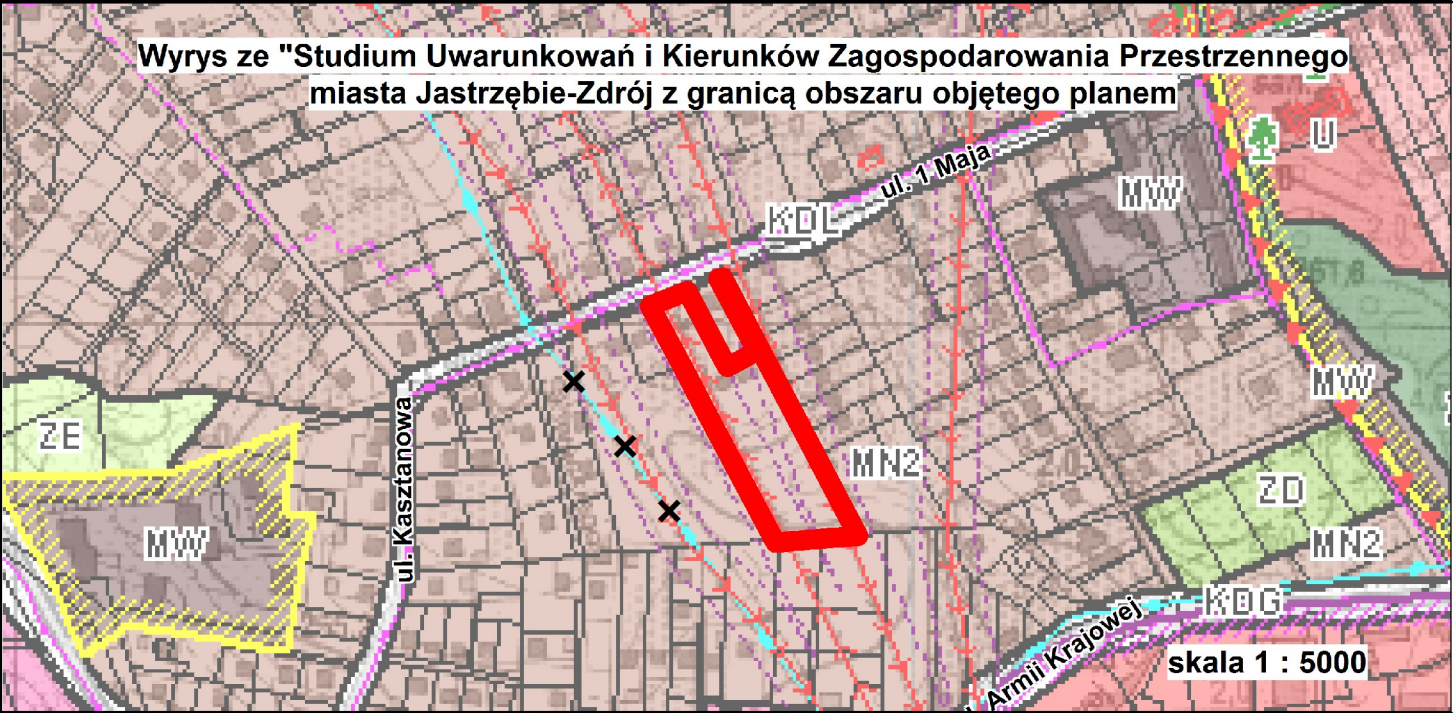 Wyrys ze "Studium Uwarunkowań i Kierunków Zagospodarowania Przestrzennego
miasta Jastrzębie-Zdrój z granicą obszaru objętego planem
U
ul. 1 Maja
MW
KDL
MW
ul. Kasztanowa
ZE
MN2
ZD
MW
MN2
KDG
Armii Krajowej
skala 1 : 5000